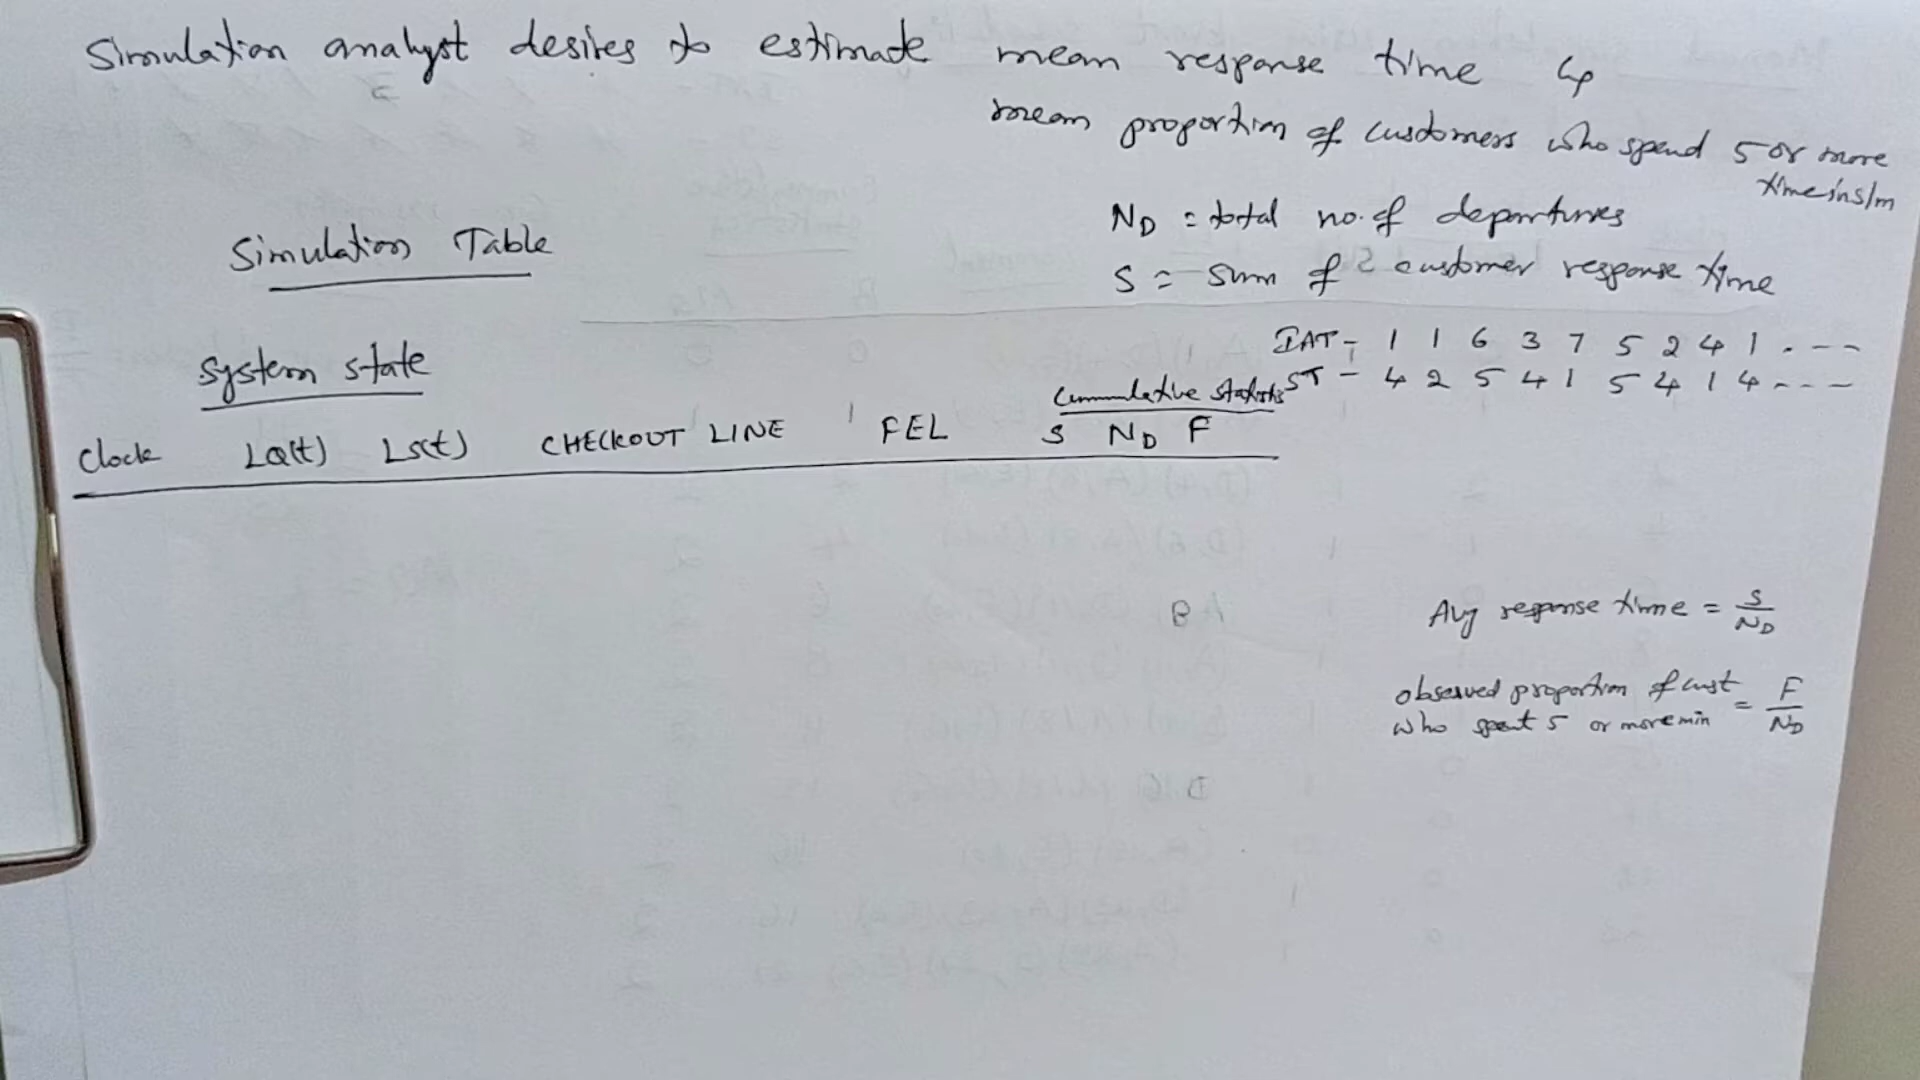 Simulation analyst desires to estimate mean response time &
mean proportion of customers who spend 5 or more
time in s/m
ND = total no. of departures
S = sum of customer response time
Simulation Table
IAT - 1 1 6 3 7 5 2 4 1 . - - -
ST - 4 2 5 4 1 5 4 1 4 - - - -
System state
Cummulative Statistics
Clock LQ(t) LS(t) CHECKOUT LINE FEL S ND F
Avg response time = S/ND
observed proportion of cust
who spent 5 or more min = F/ND